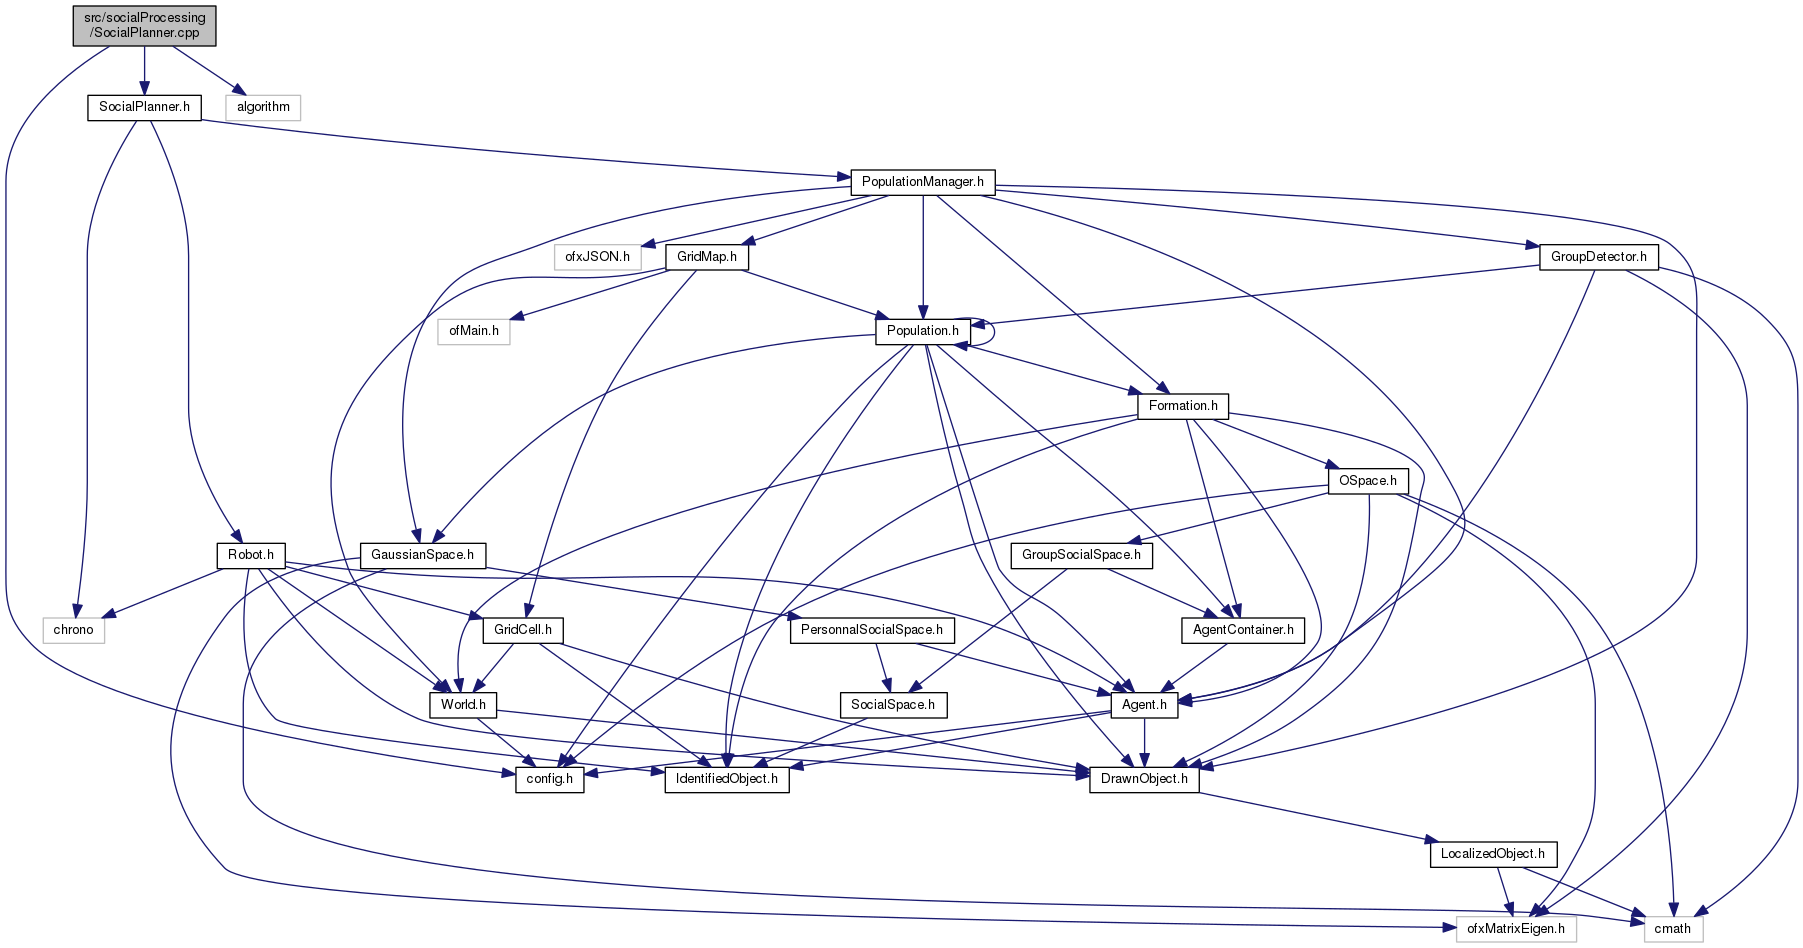 src/socialProcessing
/SocialPlanner.cpp
SocialPlanner.h
algorithm
PopulationManager.h
ofxJSON.h
GridMap.h
GroupDetector.h
ofMain.h
Population.h
Formation.h
OSpace.h
Robot.h
GaussianSpace.h
GroupSocialSpace.h
chrono
GridCell.h
PersonnalSocialSpace.h
AgentContainer.h
World.h
SocialSpace.h
Agent.h
config.h
IdentifiedObject.h
DrawnObject.h
LocalizedObject.h
ofxMatrixEigen.h
cmath